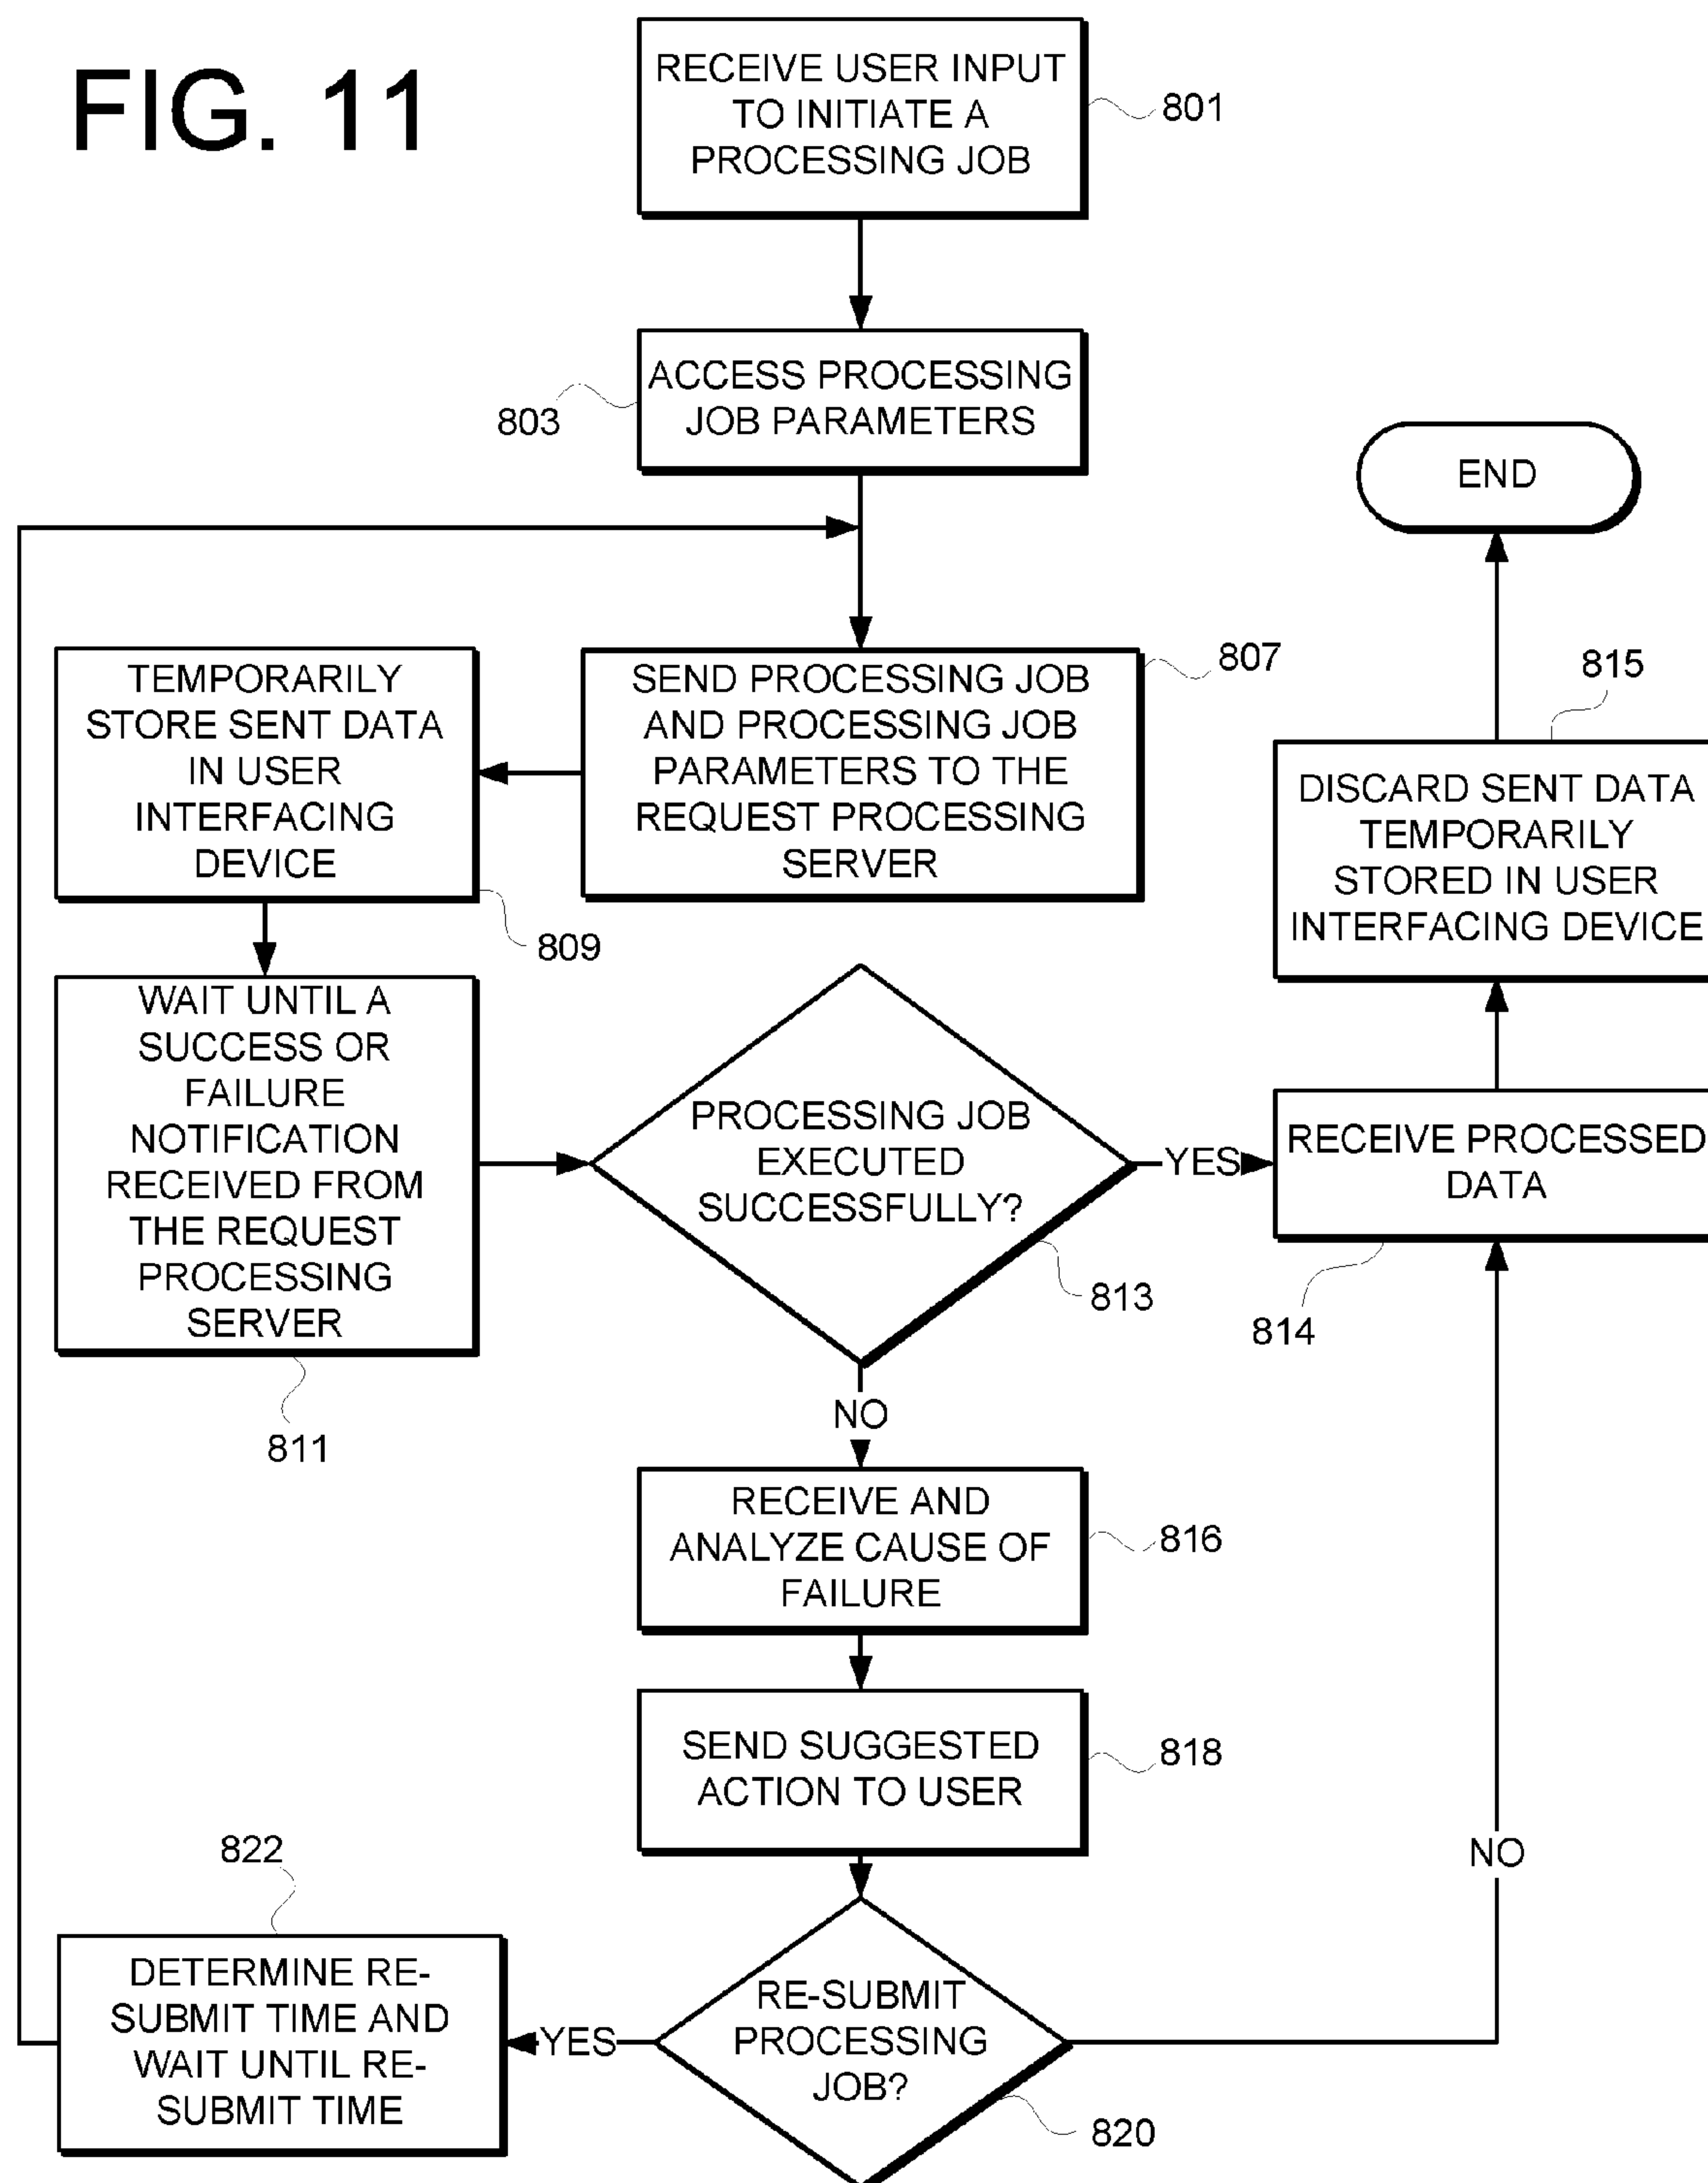 FIG. 11
RECEIVE USER INPUT
TO INITIATE A
PROCESSING JOB
801
ACCESS PROCESSING
JOB PARAMETERS
803
END
SEND PROCESSING JOB
AND PROCESSING JOB
PARAMETERS TO THE
REQUEST PROCESSING
SERVER
807
TEMPORARILY
STORE SENT DATA
IN USER
INTERFACING
DEVICE
809
815
DISCARD SENT DATA
TEMPORARILY
STORED IN USER
INTERFACING DEVICE
WAIT UNTIL A
SUCCESS OR
FAILURE
NOTIFICATION
RECEIVED FROM
THE REQUEST
PROCESSING
SERVER
811
PROCESSING JOB
EXECUTED
SUCCESSFULLY?
813
YES
RECEIVE PROCESSED
DATA
814
NO
RECEIVE AND
ANALYZE CAUSE OF
FAILURE
816
SEND SUGGESTED
ACTION TO USER
818
RE-SUBMIT
PROCESSING
JOB?
820
NO
YES
822
DETERMINE RE-
SUBMIT TIME AND
WAIT UNTIL RE-
SUBMIT TIME